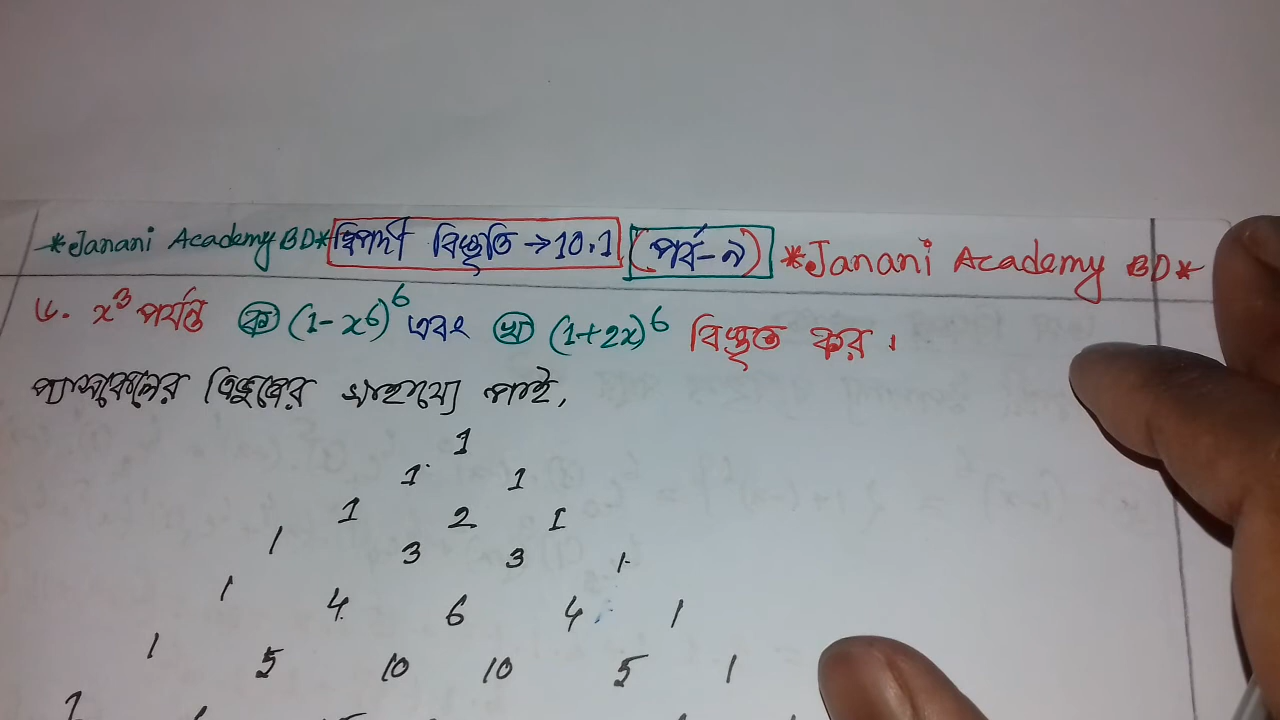 *Janani Academy BD* দ্বিপদী বিস্তৃতি → 10.1 (পর্ব-৯) *Janani Academy BD*
৬. x³ পর্যন্ত ক (1-x⁶)⁶ এবং খ (1+2x)⁶ বিস্তৃত কর।
প্যাসকেলের ত্রিভুজের সাহায্যে পাই,
1
1 1
1 2 1
1 3 3 1
1 4 6 4 1
1 5 10 10 5 1
1